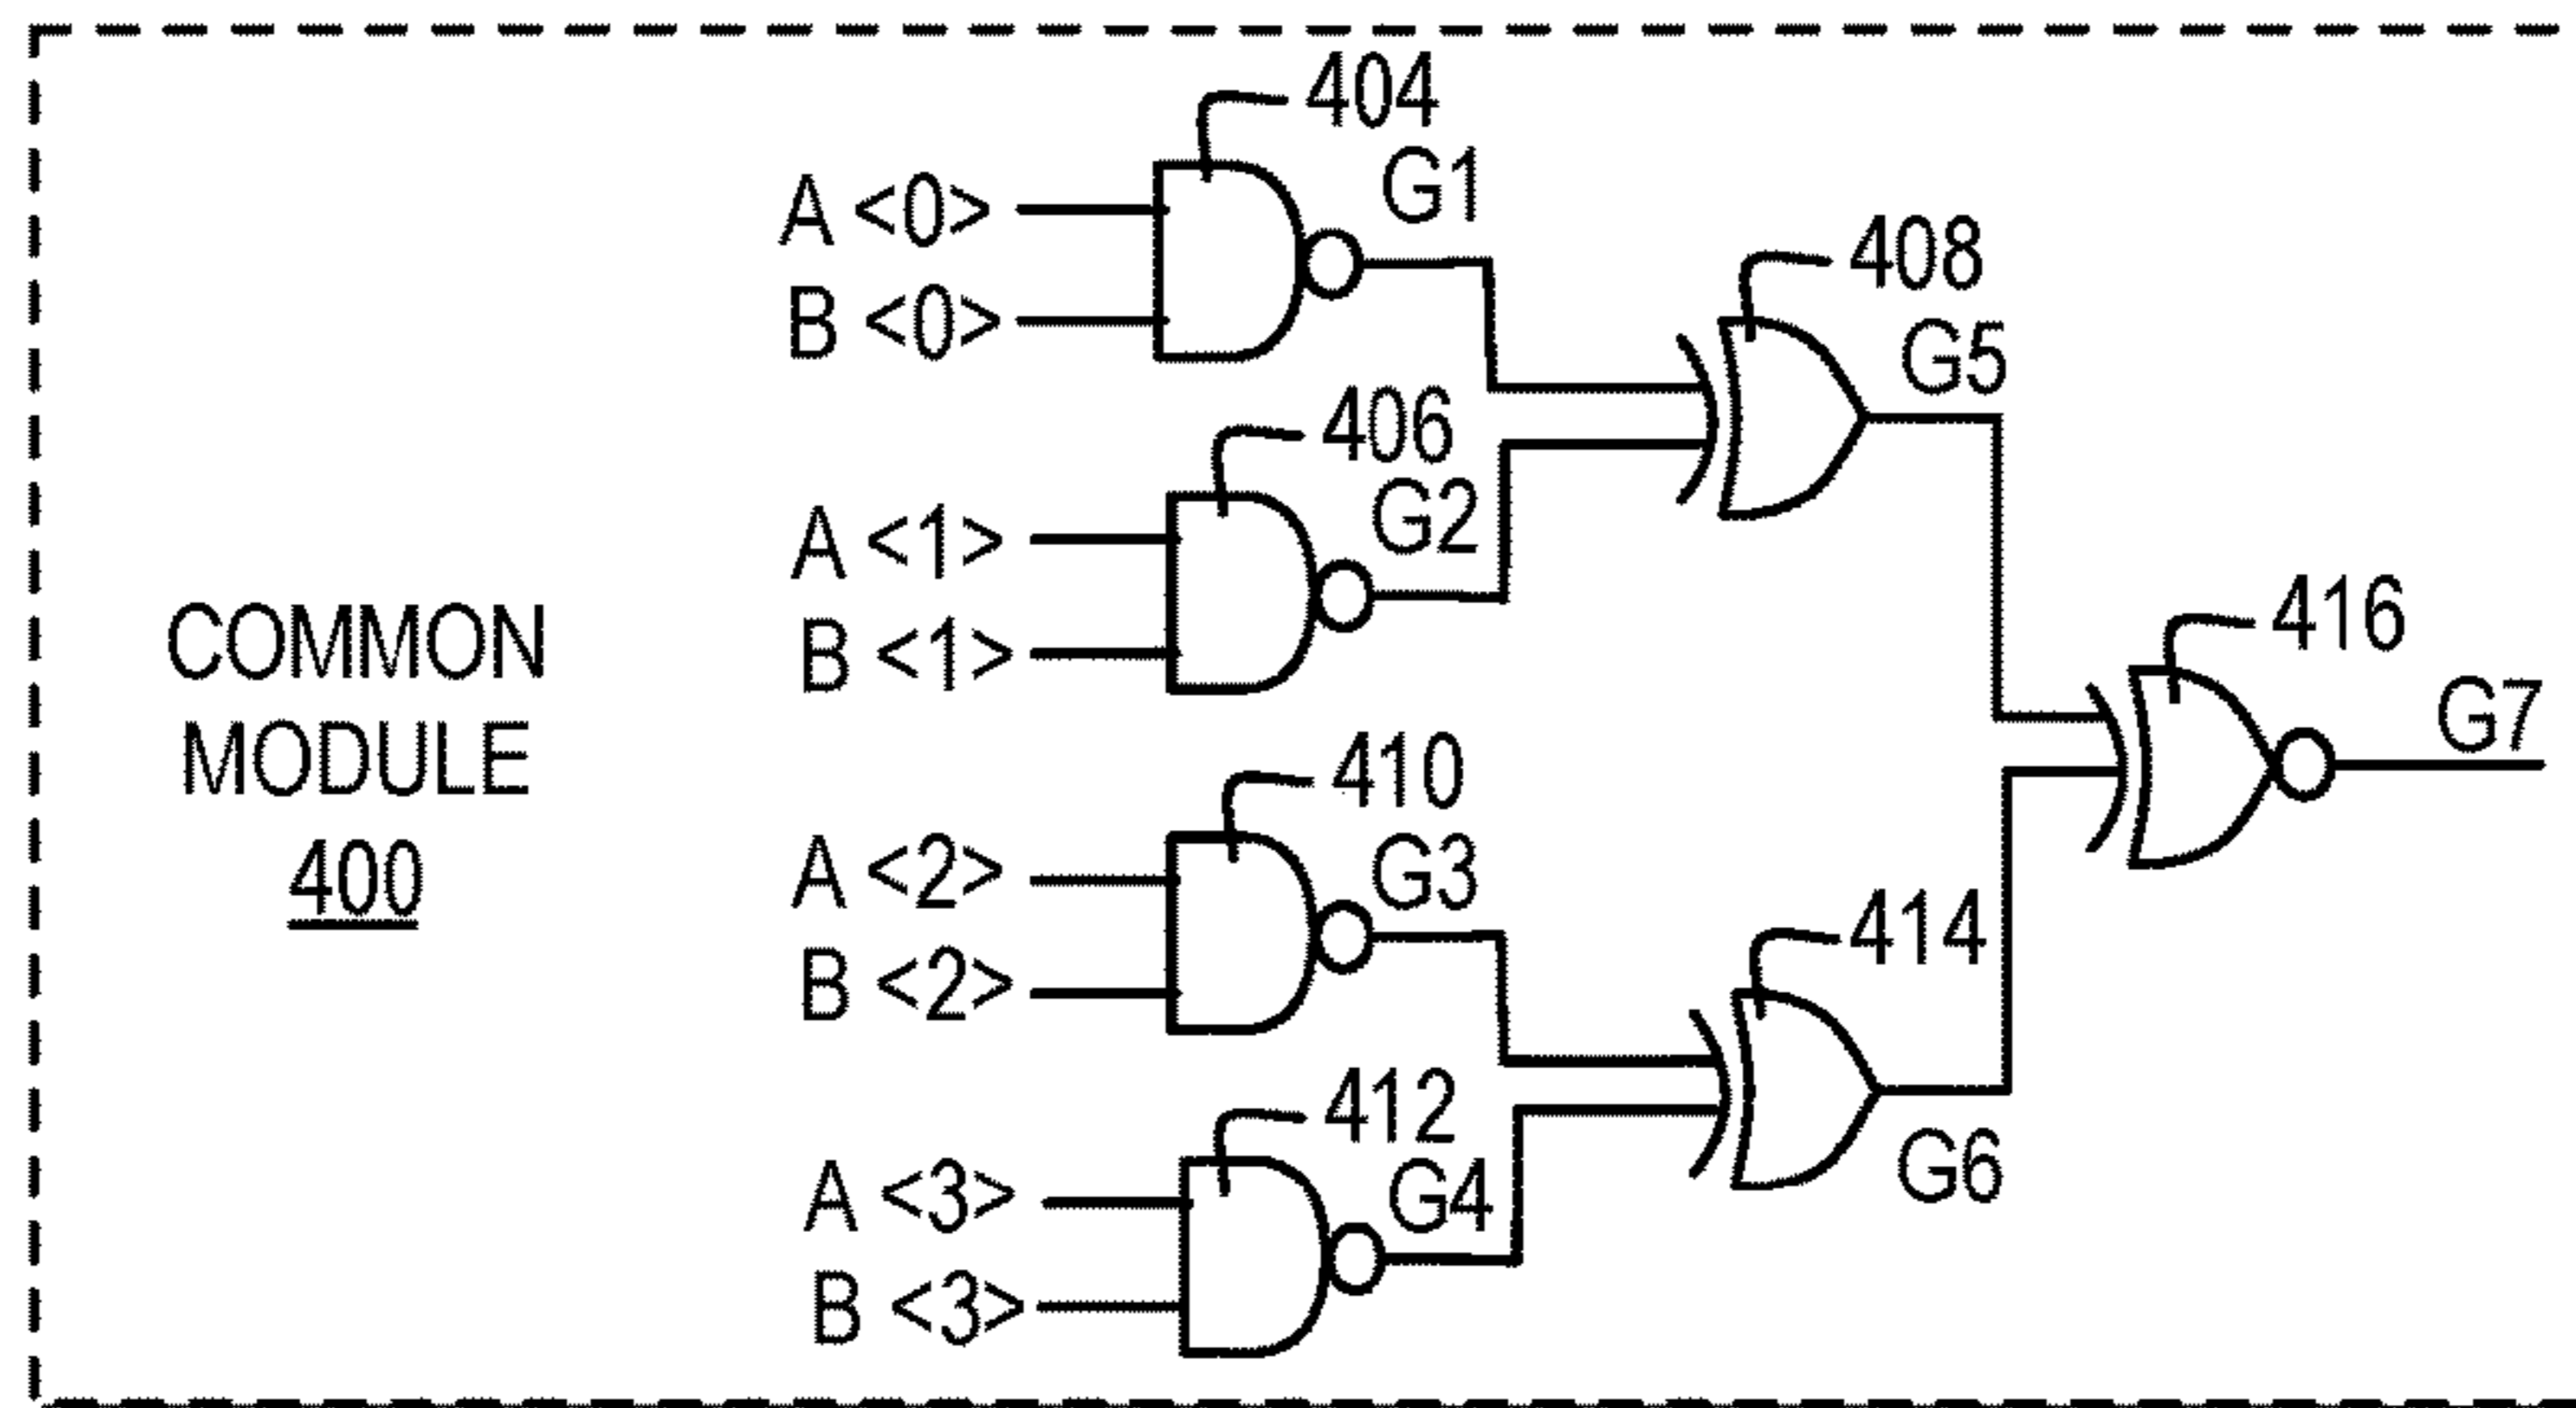 404
G1
A <0>
B <0>
408
G5
406
G2
A <1>
B <1>
416
G7
COMMON
MODULE
400
410
G3
A <2>
B <2>
414
G6
412
G4
A <3>
B <3>